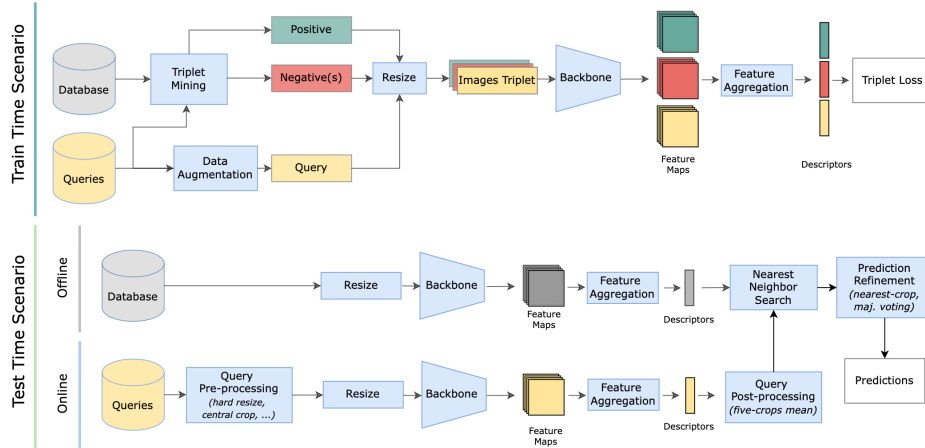 Train Time Scenario
Database
Queries
Triplet
Mining
Data
Augmentation
Positive
Negative(s)
Query
Resize
Images Triplet
Backbone
Feature
Maps
Feature
Aggregation
Descriptors
Triplet Loss
Test Time Scenario
Offline
Database
Resize
Backbone
Feature
Maps
Feature
Aggregation
Descriptors
Nearest
Neighbor
Search
Prediction
Refinement
(nearest-crop,
maj. voting)
Online
Queries
Query
Pre-processing
(hard resize,
central crop, ...)
Resize
Backbone
Feature
Maps
Feature
Aggregation
Descriptors
Query
Post-processing
(five-crops mean)
Predictions